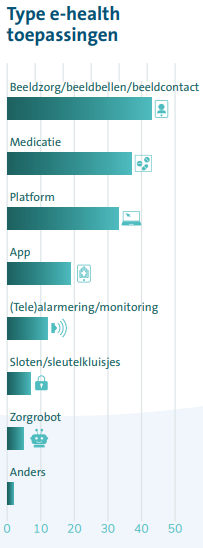 Type e-health
toepassingen
Beeldzorg/beeldbellen/beeldcontact
Medicatie
Platform
App
(Tele)alarmering/monitoring
Sloten/sleutelkluisjes
Zorgrobot
Anders
0 10 20 30 40 50